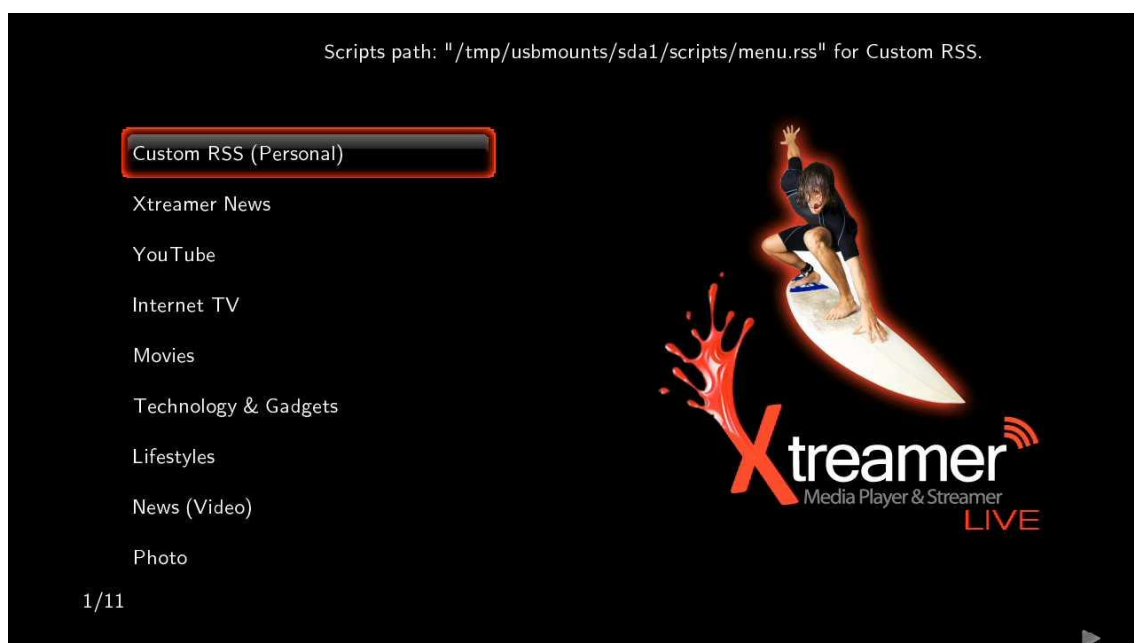 Scripts path: "/tmp/usbmounts/sda1/scripts/menu.rss" for Custom RSS.
Custom RSS (Personal)
Xtreamer News
YouTube
Internet TV
Movies
Technology & Gadgets
Lifestyles
News (Video)
Photo
1/11
Xtreamer
Media Player & Streamer
LIVE